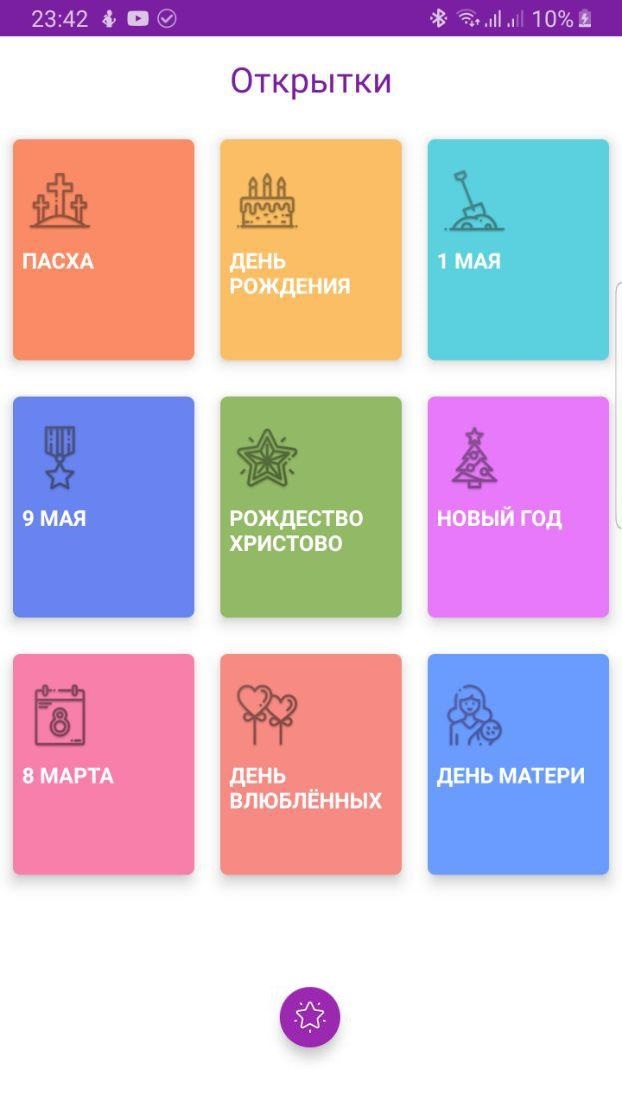 23:42
10%
Открытки
ПАСХА
ДЕНЬ
РОЖДЕНИЯ
1 МАЯ
9 МАЯ
РОЖДЕСТВО
ХРИСТОВО
НОВЫЙ ГОД
8
8 МАРТА
ДЕНЬ
ВЛЮБЛЁННЫХ
ДЕНЬ МАТЕРИ